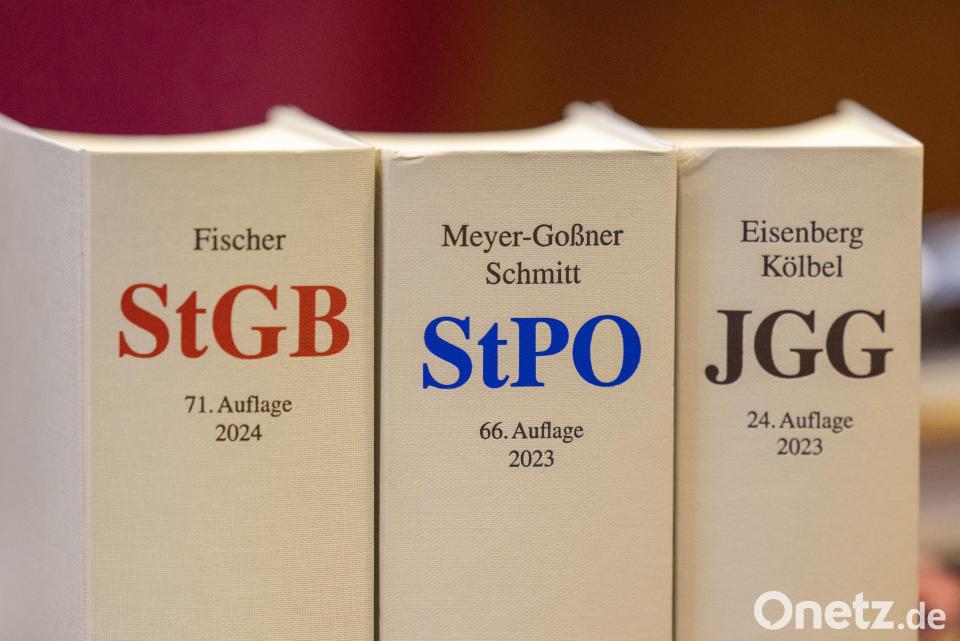 Fischer
StGB
71. Auflage
2024
Meyer-Goßner
Schmitt
StPO
66. Auflage
2023
Eisenberg
Kölbel
JGG
24. Auflage
2023
Onetz.de